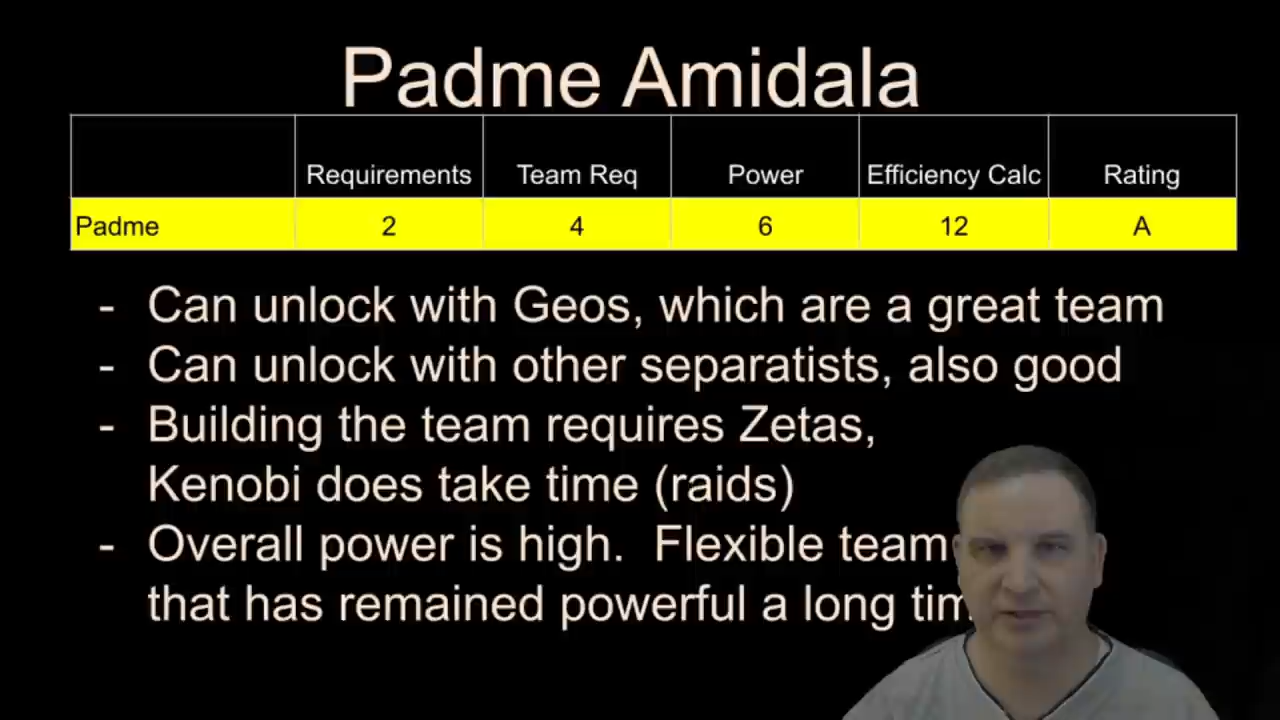 Padme Amidala
Requirements Team Req Power Efficiency Calc Rating
Padme 2 4 6 12 A
- Can unlock with Geos, which are a great team
- Can unlock with other separatists, also good
- Building the team requires Zetas,
Kenobi does take time (raids)
- Overall power is high. Flexible team
that has remained powerful a long tim